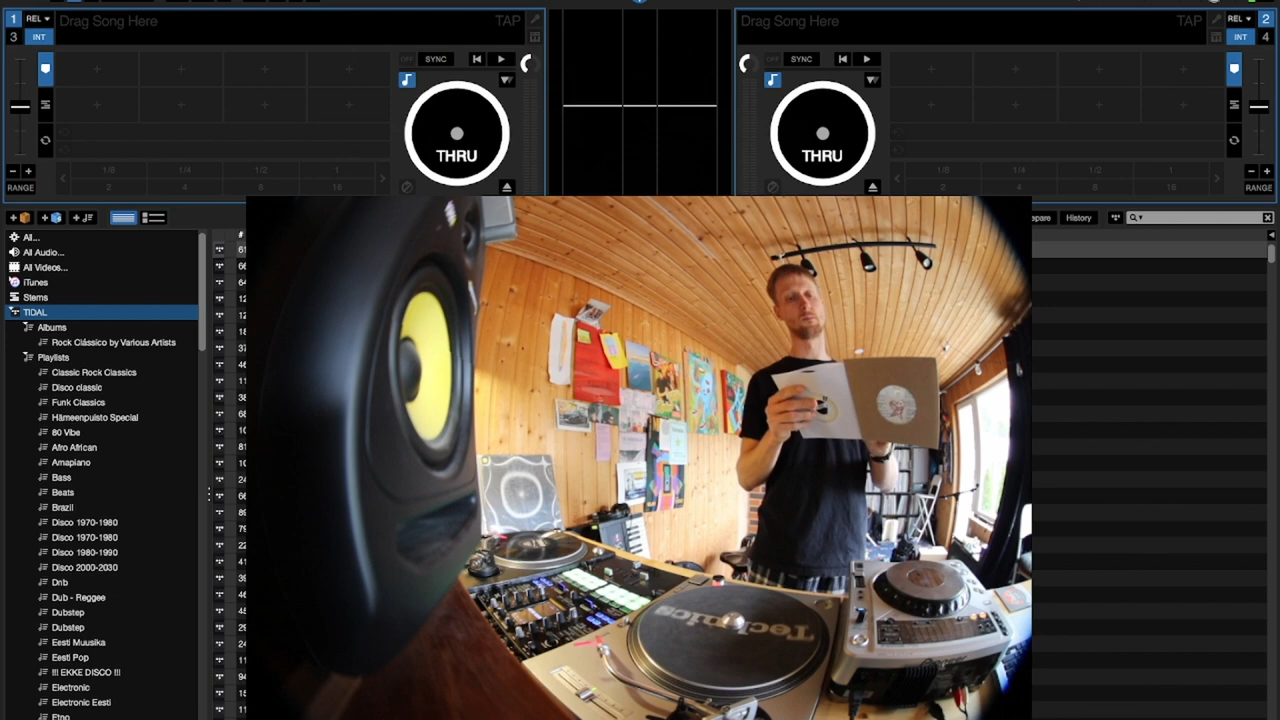 1 REL Drag Song Here TAP
3 INT
OFF SYNC
THRU
1/8 1/4 1/2 1
2 4 8 16
RANGE
Drag Song Here TAP REL 2
INT 4
OFF SYNC
THRU
1/8 1/4 1/2 1
2 4 8 16
RANGE
epare History
#
All...
All Audio...
All Videos...
iTunes
Stems
TIDAL
Albums
Rock Clássico by Various Artists
Playlists
Classic Rock Classics
Disco classic
Funk Classics
Hämeenpuisto Special
80 Vibe
Afro African
Amapiano
Bass
Beats
Brazil
Disco 1970-1980
Disco 1970-1980
Disco 1980-1990
Disco 2000-2030
Dnb
Dub - Reggee
Dubstep
Dubstep
Eesti Muusika
Eesti Pop
!!! EKKE DISCO !!!
Electronic
Electronic Eesti
Etno
Technics